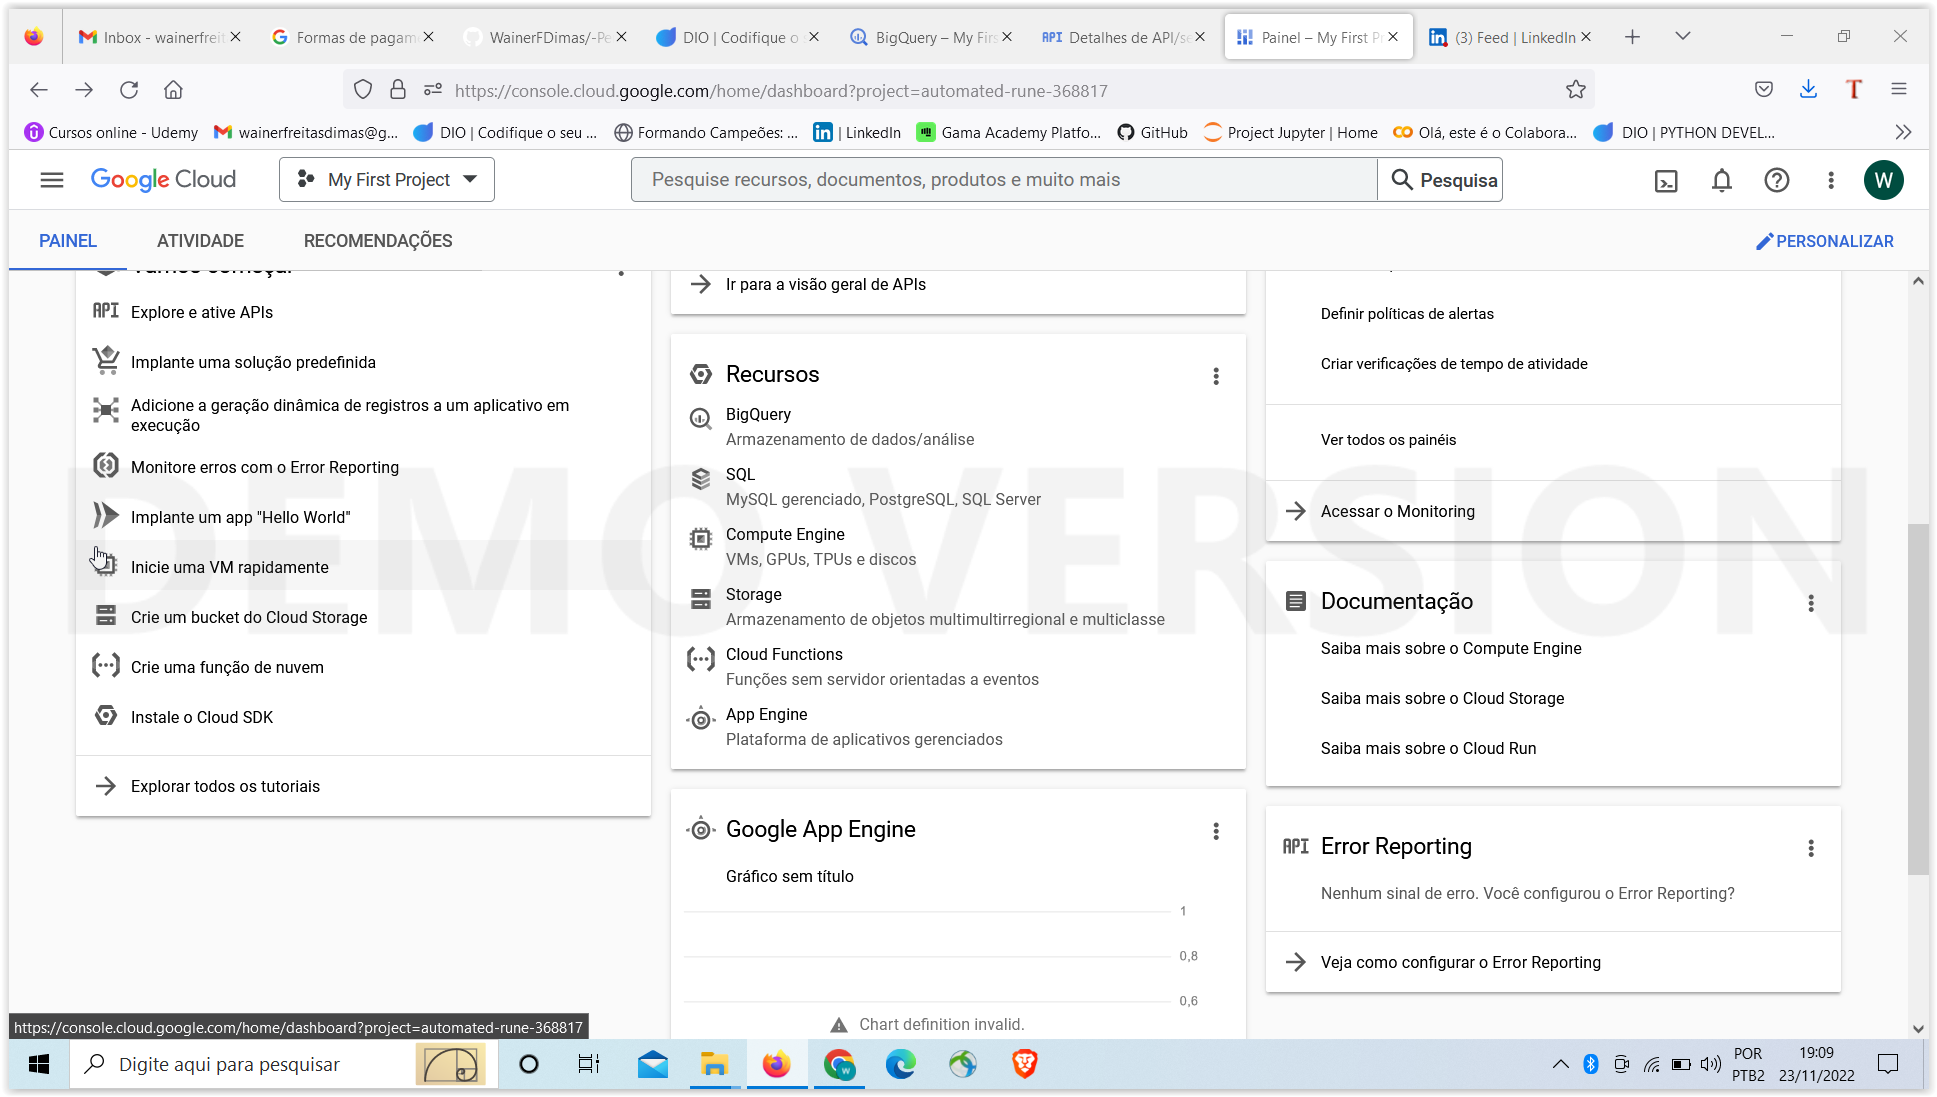 Inbox - wainerfreit
Formas de pagam
WainerFDimas/-Pe
DIO | Codifique o s
BigQuery – My Firs
API Detalhes de API/se
Painel – My First Pr
(3) Feed | LinkedIn
https://console.cloud.google.com/home/dashboard?project=automated-rune-368817
Cursos online - Udemy
wainerfreitasdimas@g...
DIO | Codifique o seu ...
Formando Campeões: ...
| LinkedIn
Gama Academy Platfo...
GitHub
Project Jupyter | Home
Olá, este é o Colabora...
DIO | PYTHON DEVEL...
Google Cloud
My First Project
Pesquise recursos, documentos, produtos e muito mais
Pesquisa
W
PAINEL
ATIVIDADE
RECOMENDAÇÕES
PERSONALIZAR
Vamos começar
API Explore e ative APIs
Implante uma solução predefinida
Adicione a geração dinâmica de registros a um aplicativo em
execução
Monitore erros com o Error Reporting
Implante um app "Hello World"
Inicie uma VM rapidamente
Crie um bucket do Cloud Storage
Crie uma função de nuvem
Instale o Cloud SDK
Explorar todos os tutoriais
Ir para a visão geral de APIs
Recursos
BigQuery
Armazenamento de dados/análise
SQL
MySQL gerenciado, PostgreSQL, SQL Server
Compute Engine
VMs, GPUs, TPUs e discos
Storage
Armazenamento de objetos multimultirregional e multiclasse
Cloud Functions
Funções sem servidor orientadas a eventos
App Engine
Plataforma de aplicativos gerenciados
Google App Engine
Gráfico sem título
1
0,8
0,6
Chart definition invalid.
Definir políticas de alertas
Criar verificações de tempo de atividade
Ver todos os painéis
Acessar o Monitoring
Documentação
Saiba mais sobre o Compute Engine
Saiba mais sobre o Cloud Storage
Saiba mais sobre o Cloud Run
API Error Reporting
Nenhum sinal de erro. Você configurou o Error Reporting?
Veja como configurar o Error Reporting
DEMO VERSION
https://console.cloud.google.com/home/dashboard?project=automated-rune-368817
Digite aqui para pesquisar
POR
PTB2
19:09
23/11/2022